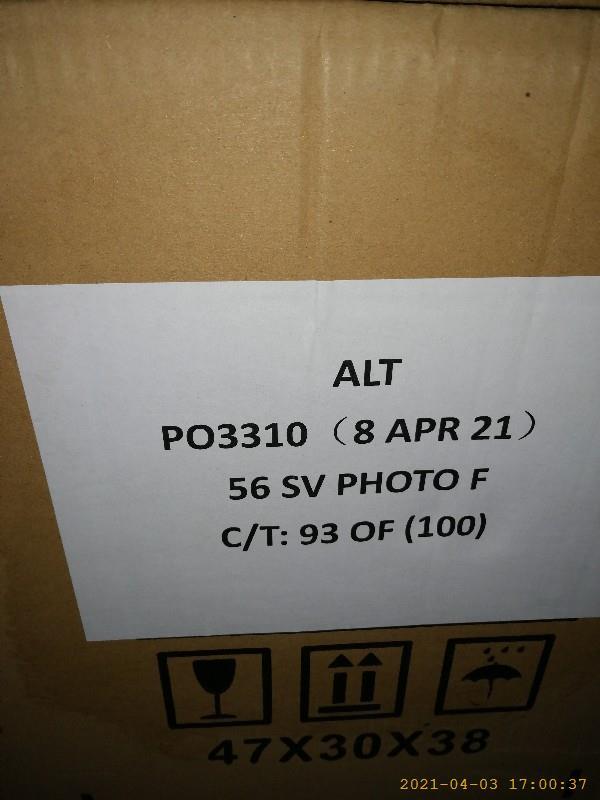 ALT
PO3310（8 APR 21）
56 SV PHOTO F
C/T: 93 OF (100)
47X30X38
2021-04-03 17:00:37